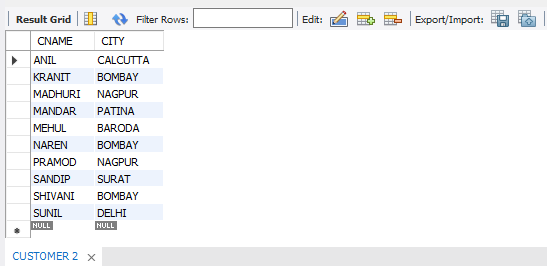 Result Grid Filter Rows: Edit: Export/Import:
CNAME CITY
ANIL CALCUTTA
KRANIT BOMBAY
MADHURI NAGPUR
MANDAR PATINA
MEHUL BARODA
NAREN BOMBAY
PRAMOD NAGPUR
SANDIP SURAT
SHIVANI BOMBAY
SUNIL DELHI
NULL NULL
CUSTOMER 2